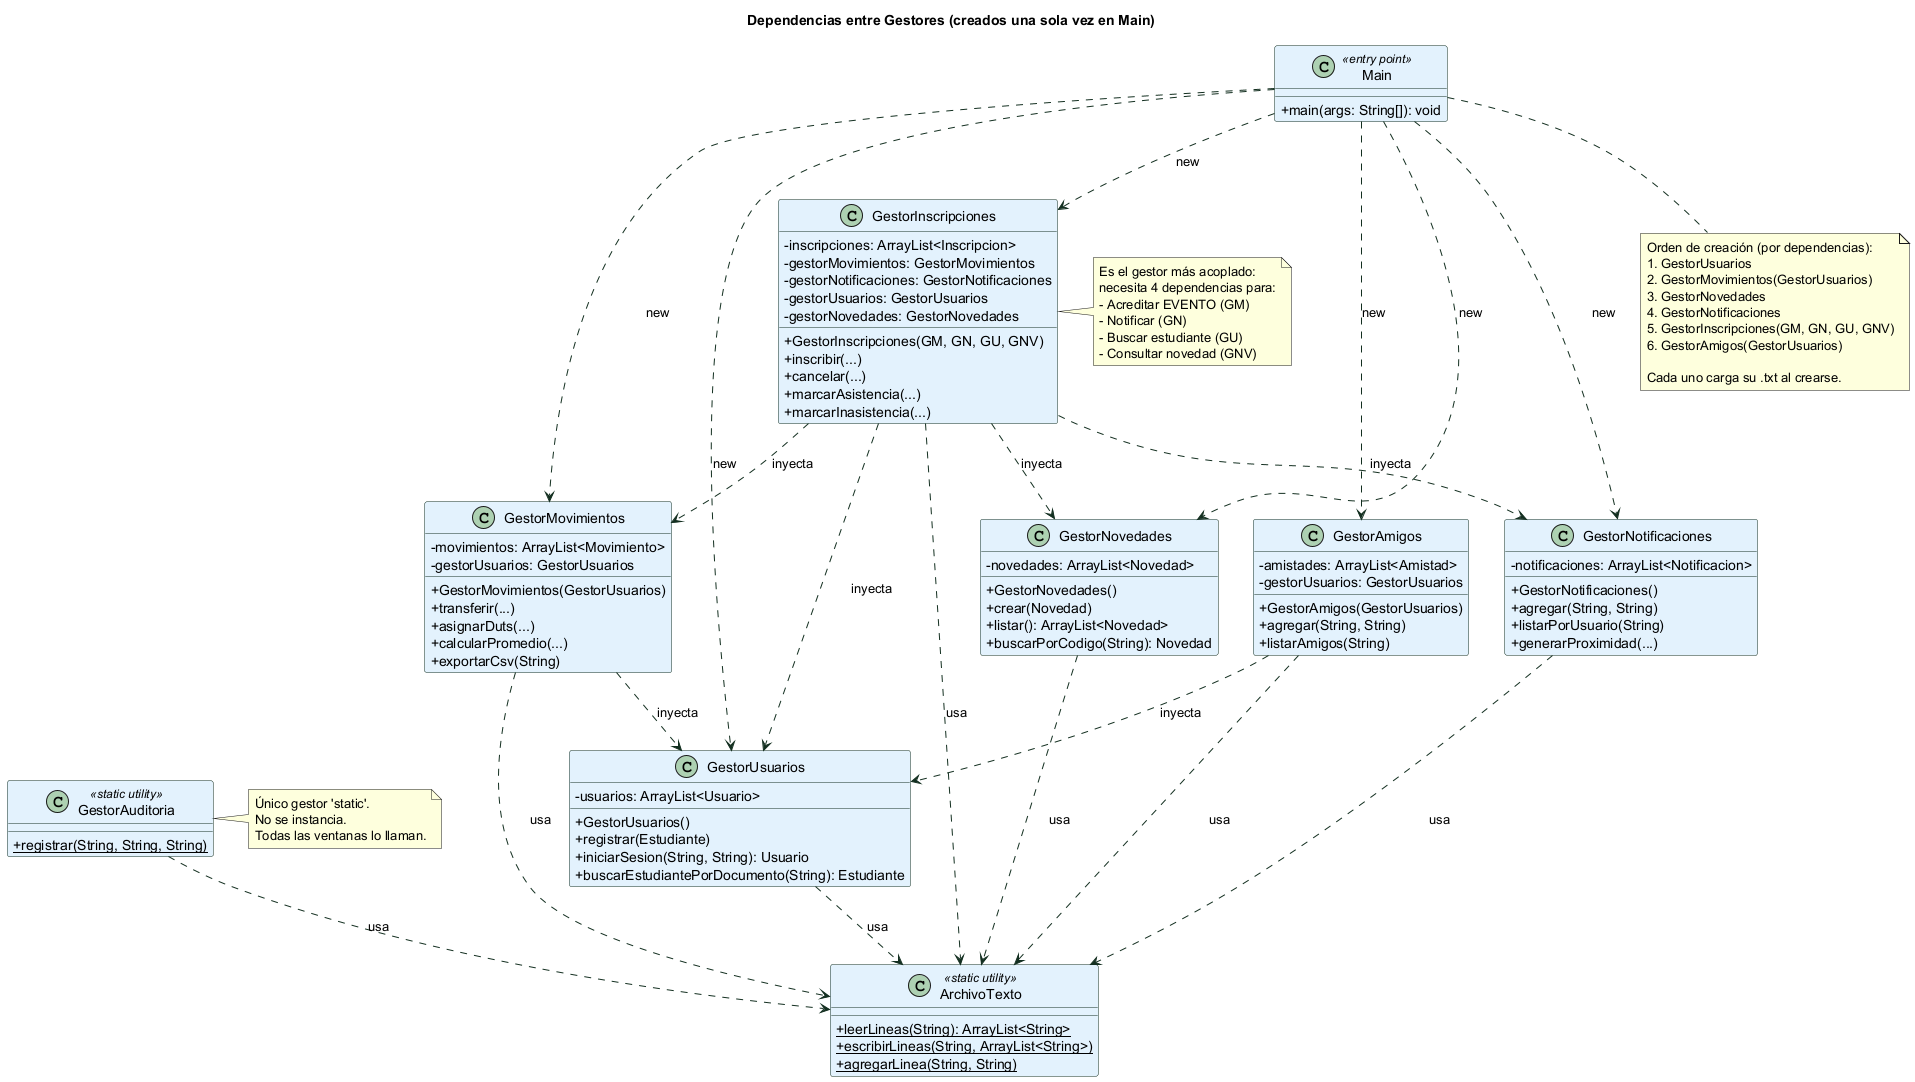 Dependencias entre Gestores (creados una sola vez en Main)
C
«entry point»
Main
+main(args: String[]): void
new
C
GestorInscripciones
-inscripciones: ArrayList<Inscripcion>
-gestorMovimientos: GestorMovimientos
-gestorNotificaciones: GestorNotificaciones
-gestorUsuarios: GestorUsuarios
-gestorNovedades: GestorNovedades
+GestorInscripciones(GM, GN, GU, GNV)
+inscribir(...)
+cancelar(...)
+marcarAsistencia(...)
+marcarInasistencia(...)
Es el gestor más acoplado:
necesita 4 dependencias para:
- Acreditar EVENTO (GM)
- Notificar (GN)
- Buscar estudiante (GU)
- Consultar novedad (GNV)
Orden de creación (por dependencias):
1. GestorUsuarios
2. GestorMovimientos(GestorUsuarios)
3. GestorNovedades
4. GestorNotificaciones
5. GestorInscripciones(GM, GN, GU, GNV)
6. GestorAmigos(GestorUsuarios)
Cada uno carga su .txt al crearse.
new
new
new
new
new
inyecta
inyecta
inyecta
C
GestorMovimientos
-movimientos: ArrayList<Movimiento>
-gestorUsuarios: GestorUsuarios
+GestorMovimientos(GestorUsuarios)
+transferir(...)
+asignarDuts(...)
+calcularPromedio(...)
+exportarCsv(String)
inyecta
C
GestorNovedades
-novedades: ArrayList<Novedad>
+GestorNovedades()
+crear(Novedad)
+listar(): ArrayList<Novedad>
+buscarPorCodigo(String): Novedad
C
GestorAmigos
-amistades: ArrayList<Amistad>
-gestorUsuarios: GestorUsuarios
+GestorAmigos(GestorUsuarios)
+agregar(String, String)
+listarAmigos(String)
C
GestorNotificaciones
-notificaciones: ArrayList<Notificacion>
+GestorNotificaciones()
+agregar(String, String)
+listarPorUsuario(String)
+generarProximidad(...)
inyecta
usa
inyecta
C
«static utility»
GestorAuditoria
+registrar(String, String, String)
Único gestor 'static'.
No se instancia.
Todas las ventanas lo llaman.
usa
C
GestorUsuarios
-usuarios: ArrayList<Usuario>
+GestorUsuarios()
+registrar(Estudiante)
+iniciarSesion(String, String): Usuario
+buscarEstudiantePorDocumento(String): Estudiante
usa
usa
usa
usa
usa
C
«static utility»
ArchivoTexto
+leerLineas(String): ArrayList<String>
+escribirLineas(String, ArrayList<String>)
+agregarLinea(String, String)